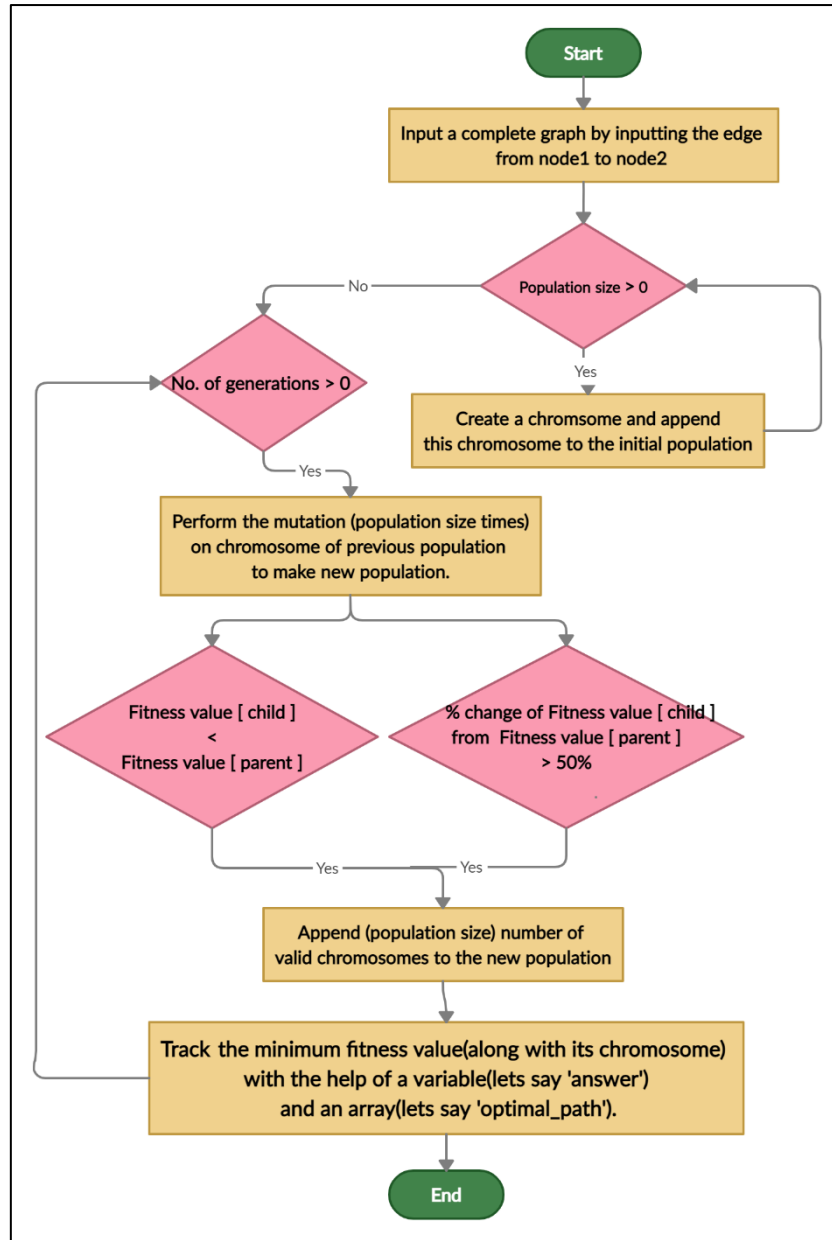 Start
Input a complete graph by inputting the edge
from node1 to node2
Population size > 0
No
Yes
No. of generations > 0
Create a chromsome and append
this chromosome to the initial population
Yes
Perform the mutation (population size times)
on chromosome of previous population
to make new population.
Fitness value [ child ]
<
Fitness value [ parent ]
% change of Fitness value [ child ]
from Fitness value [ parent ]
> 50%
Yes
Yes
Append (population size) number of
valid chromosomes to the new population
Track the minimum fitness value(along with its chromosome)
with the help of a variable(lets say 'answer')
and an array(lets say 'optimal_path').
End